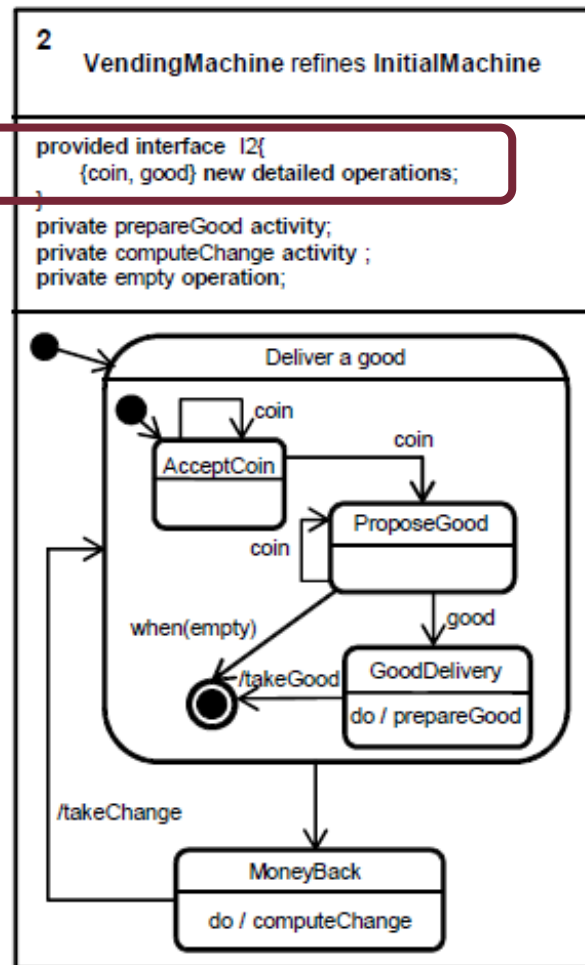 2
VendingMachine refines InitialMachine
provided interface I2{
{coin, good} new detailed operations;
}
private prepareGood activity;
private computeChange activity ;
private empty operation;
Deliver a good
coin
coin
AcceptCoin
ProposeGood
coin
when(empty)
good
/takeGood
GoodDelivery
do / prepareGood
/takeChange
MoneyBack
do / computeChange